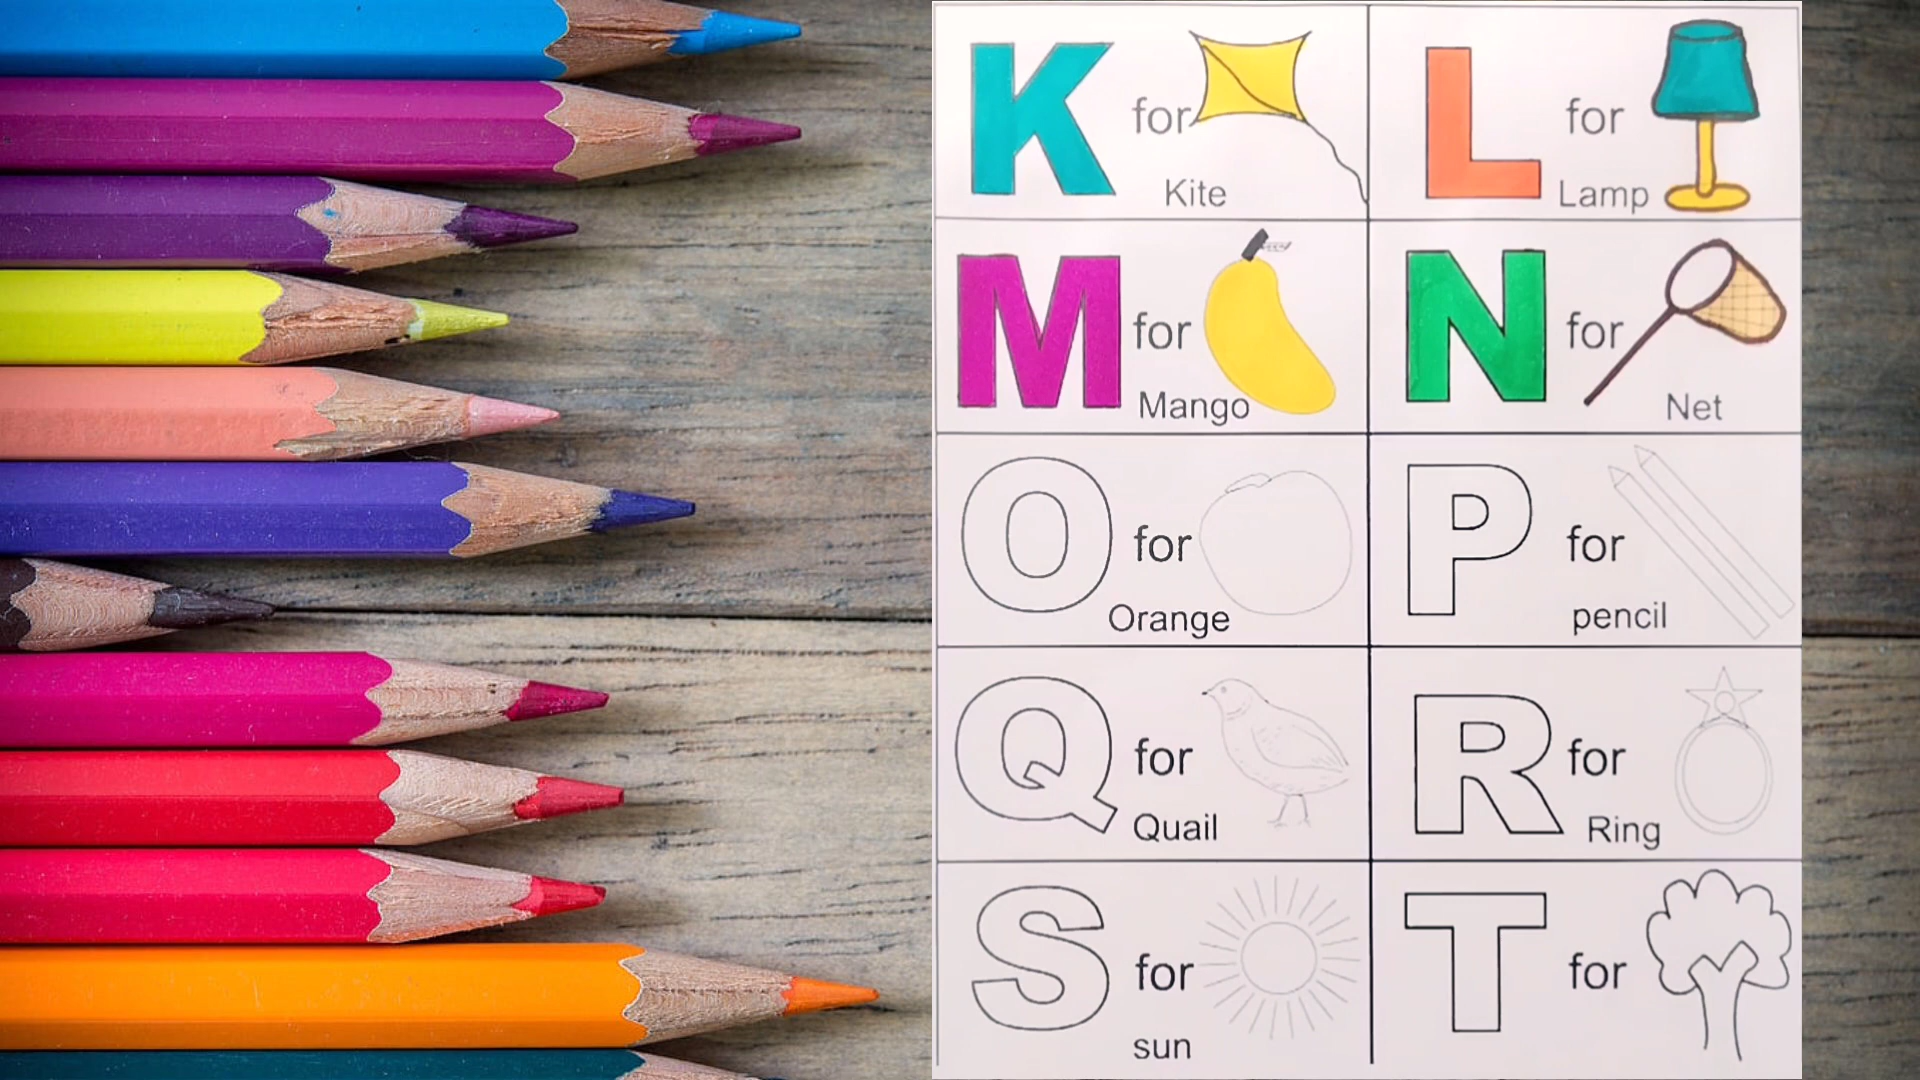 K for
Kite
L for
Lamp
M for
Mango
N for
Net
O for
Orange
P for
pencil
Q for
Quail
R for
Ring
S for
sun
T for